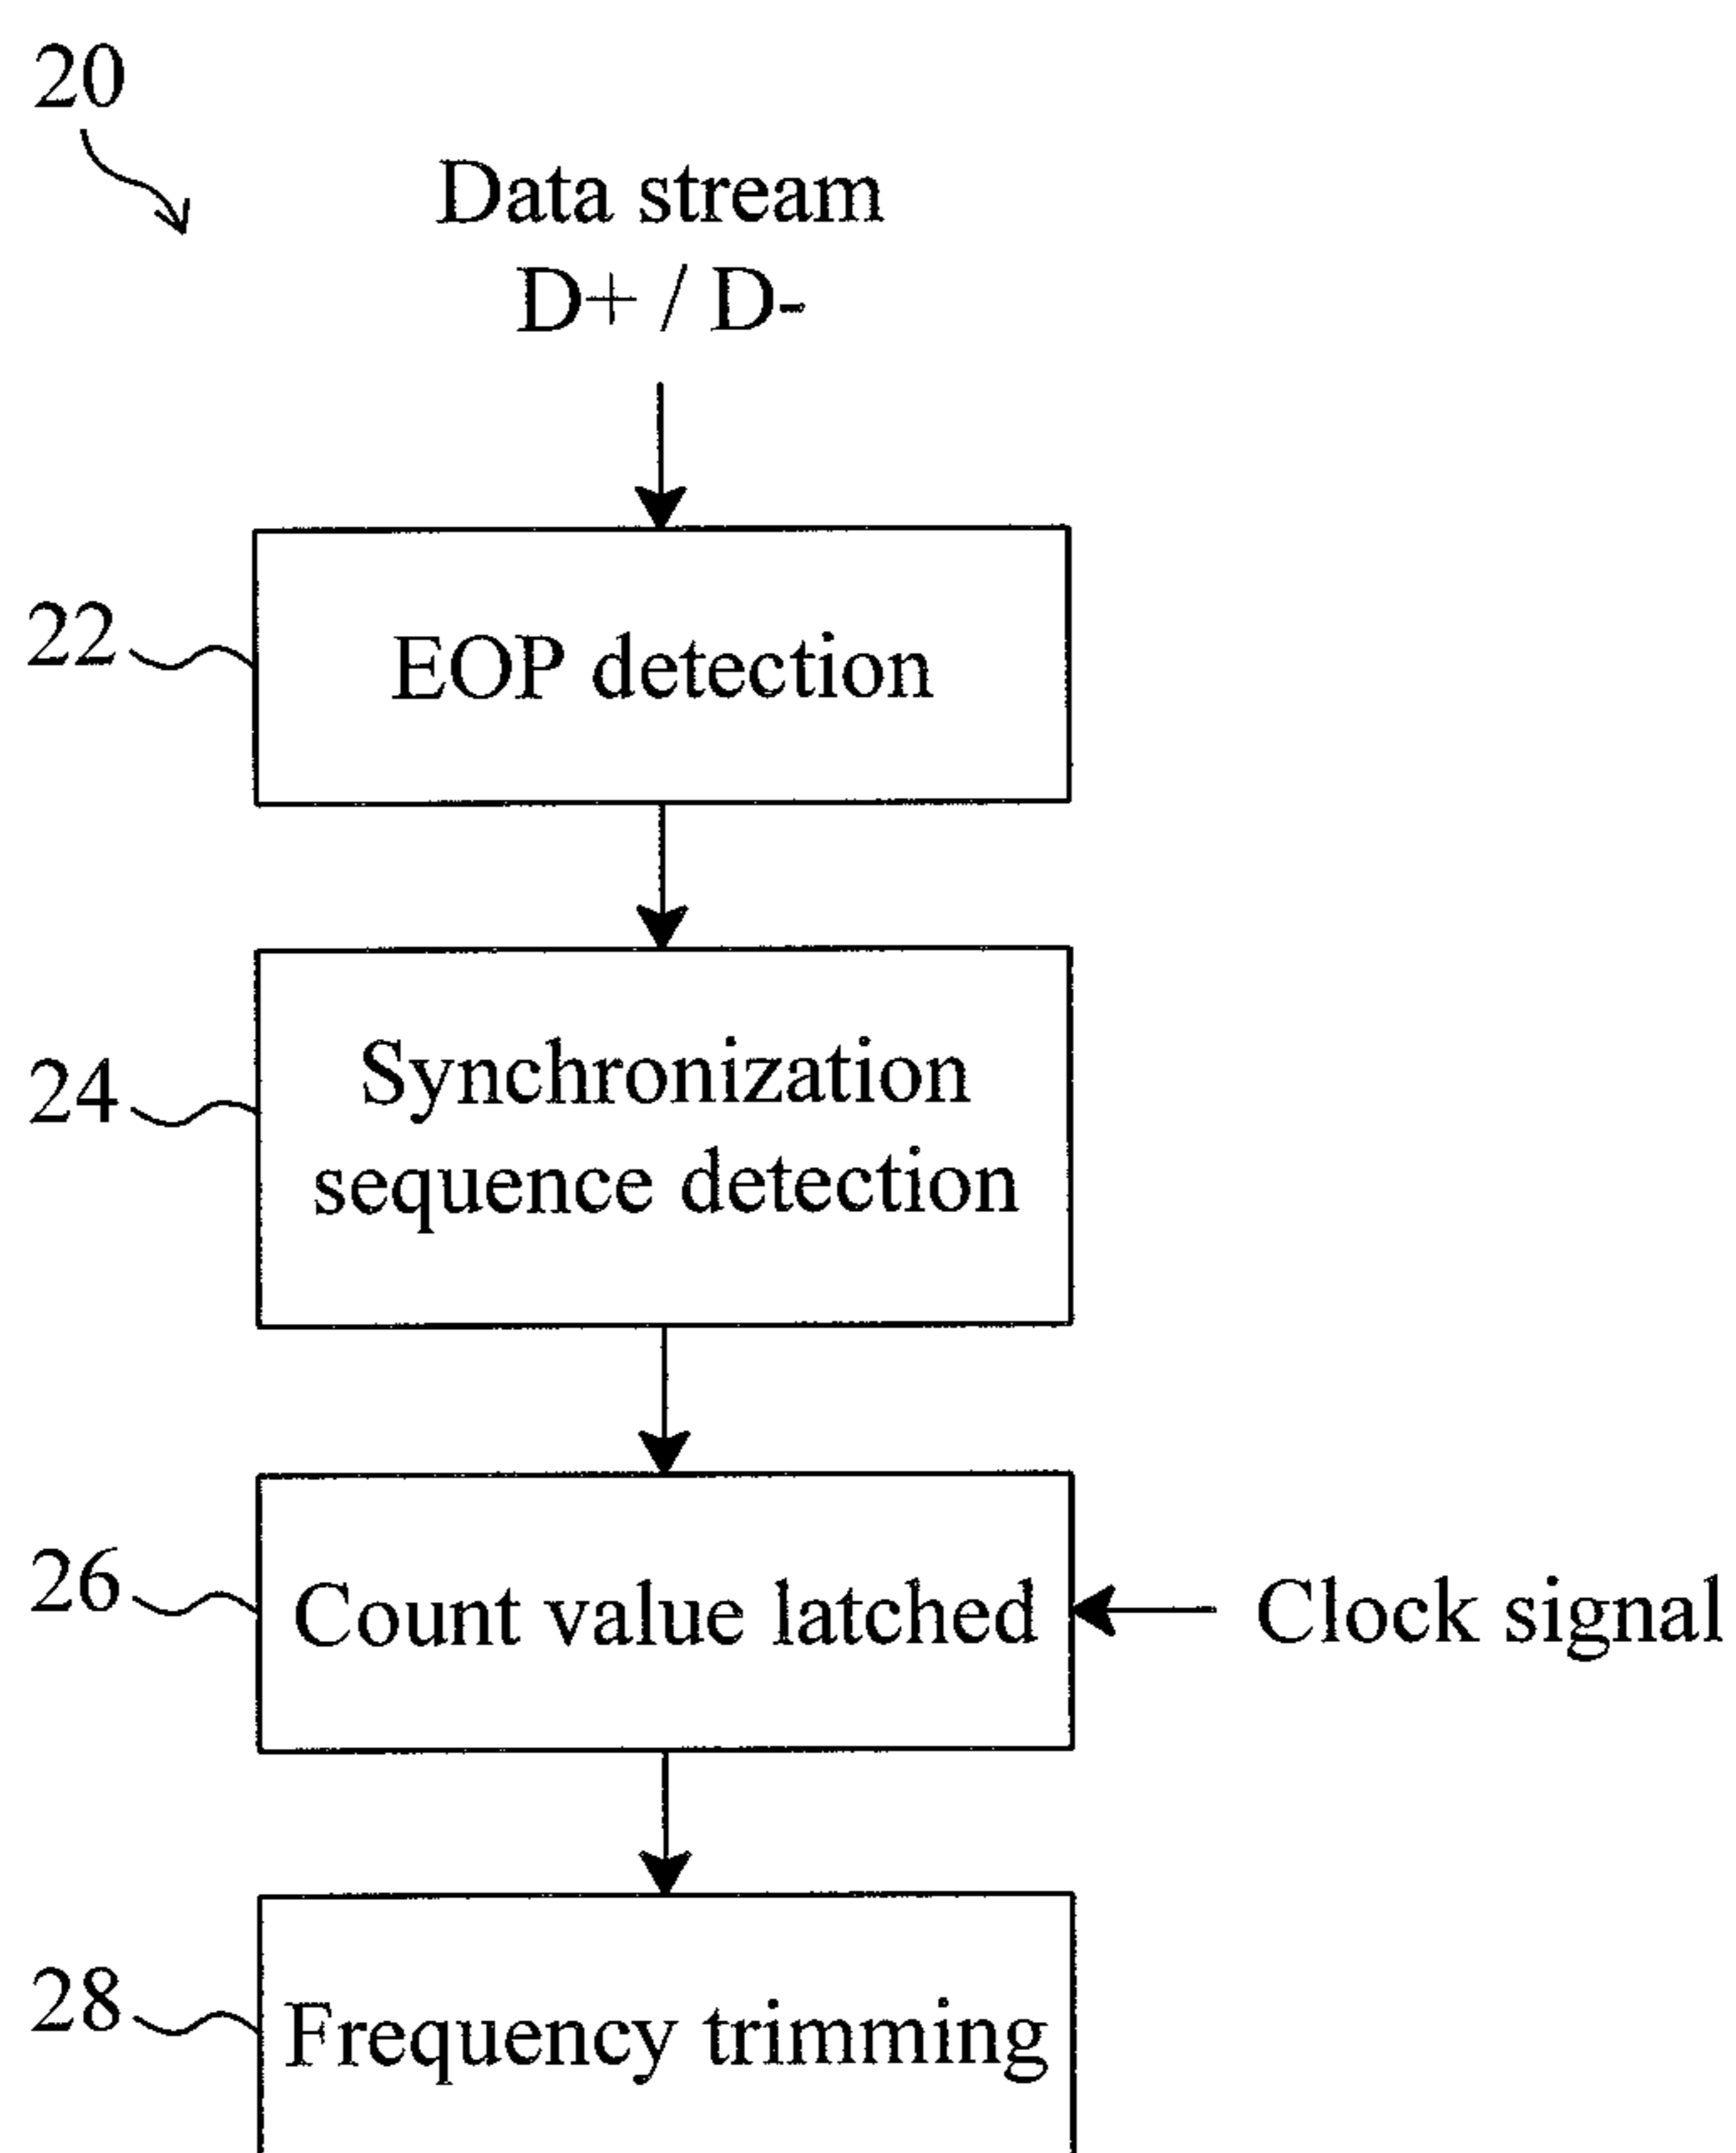 20
Data stream
D+ / D-
22
EOP detection
24
Synchronization
sequence detection
26
Count value latched
Clock signal
28
Frequency trimming